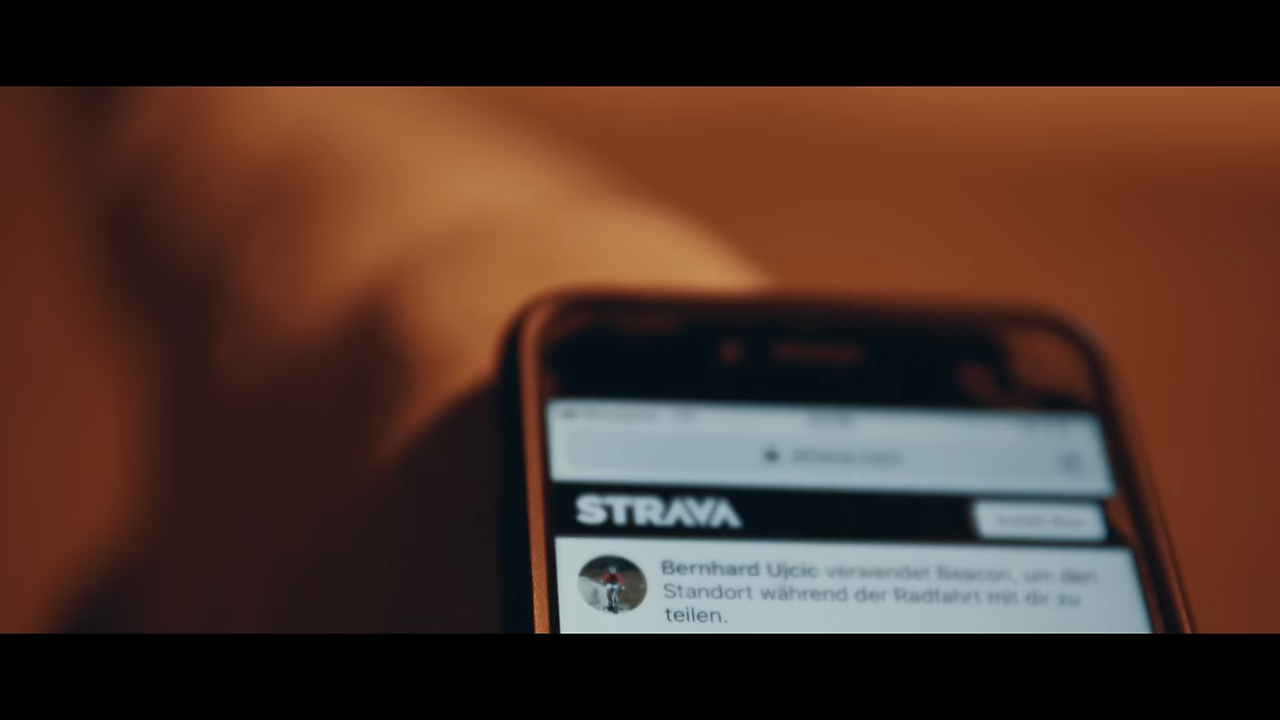 STRAVA
Bernhard Ujcic verwendet Beacon, um den
Standort während der Radfahrt mit dir zu
teilen.